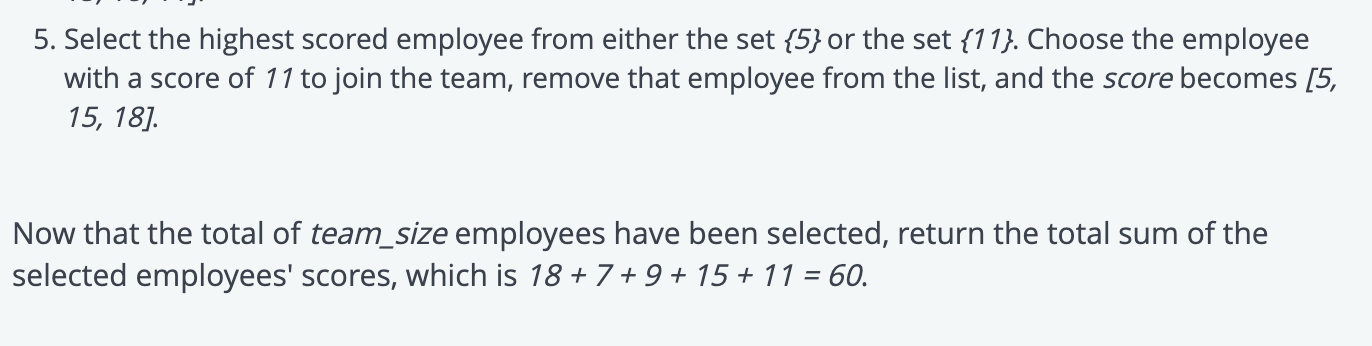 5. Select the highest scored employee from either the set {5} or the set {11}. Choose the employee
with a score of 11 to join the team, remove that employee from the list, and the score becomes [5,
15, 18].
Now that the total of team_size employees have been selected, return the total sum of the
selected employees' scores, which is 18 + 7 + 9 + 15 + 11 = 60.